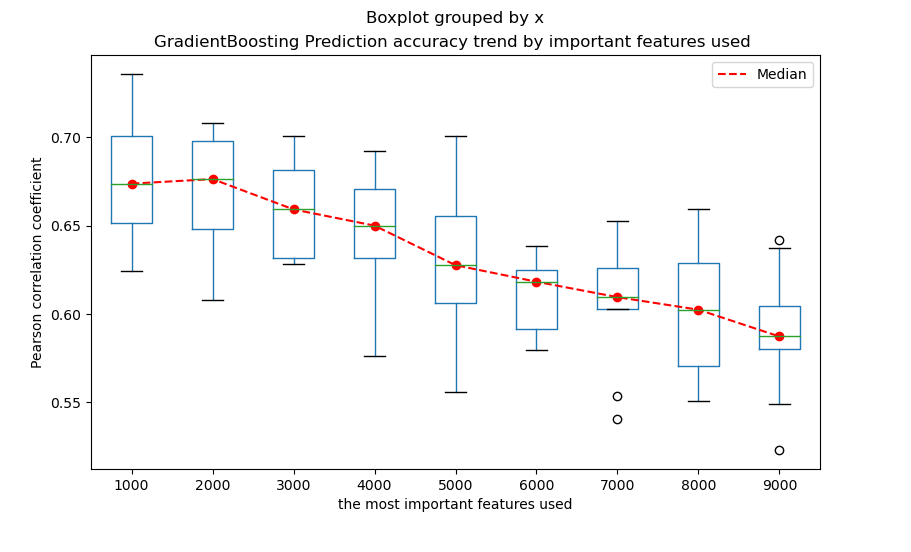 Boxplot grouped by x
GradientBoosting Prediction accuracy trend by important features used
Median
Pearson correlation coefficient
0.70
0.65
0.60
0.55
1000 2000 3000 4000 5000 6000 7000 8000 9000
the most important features used